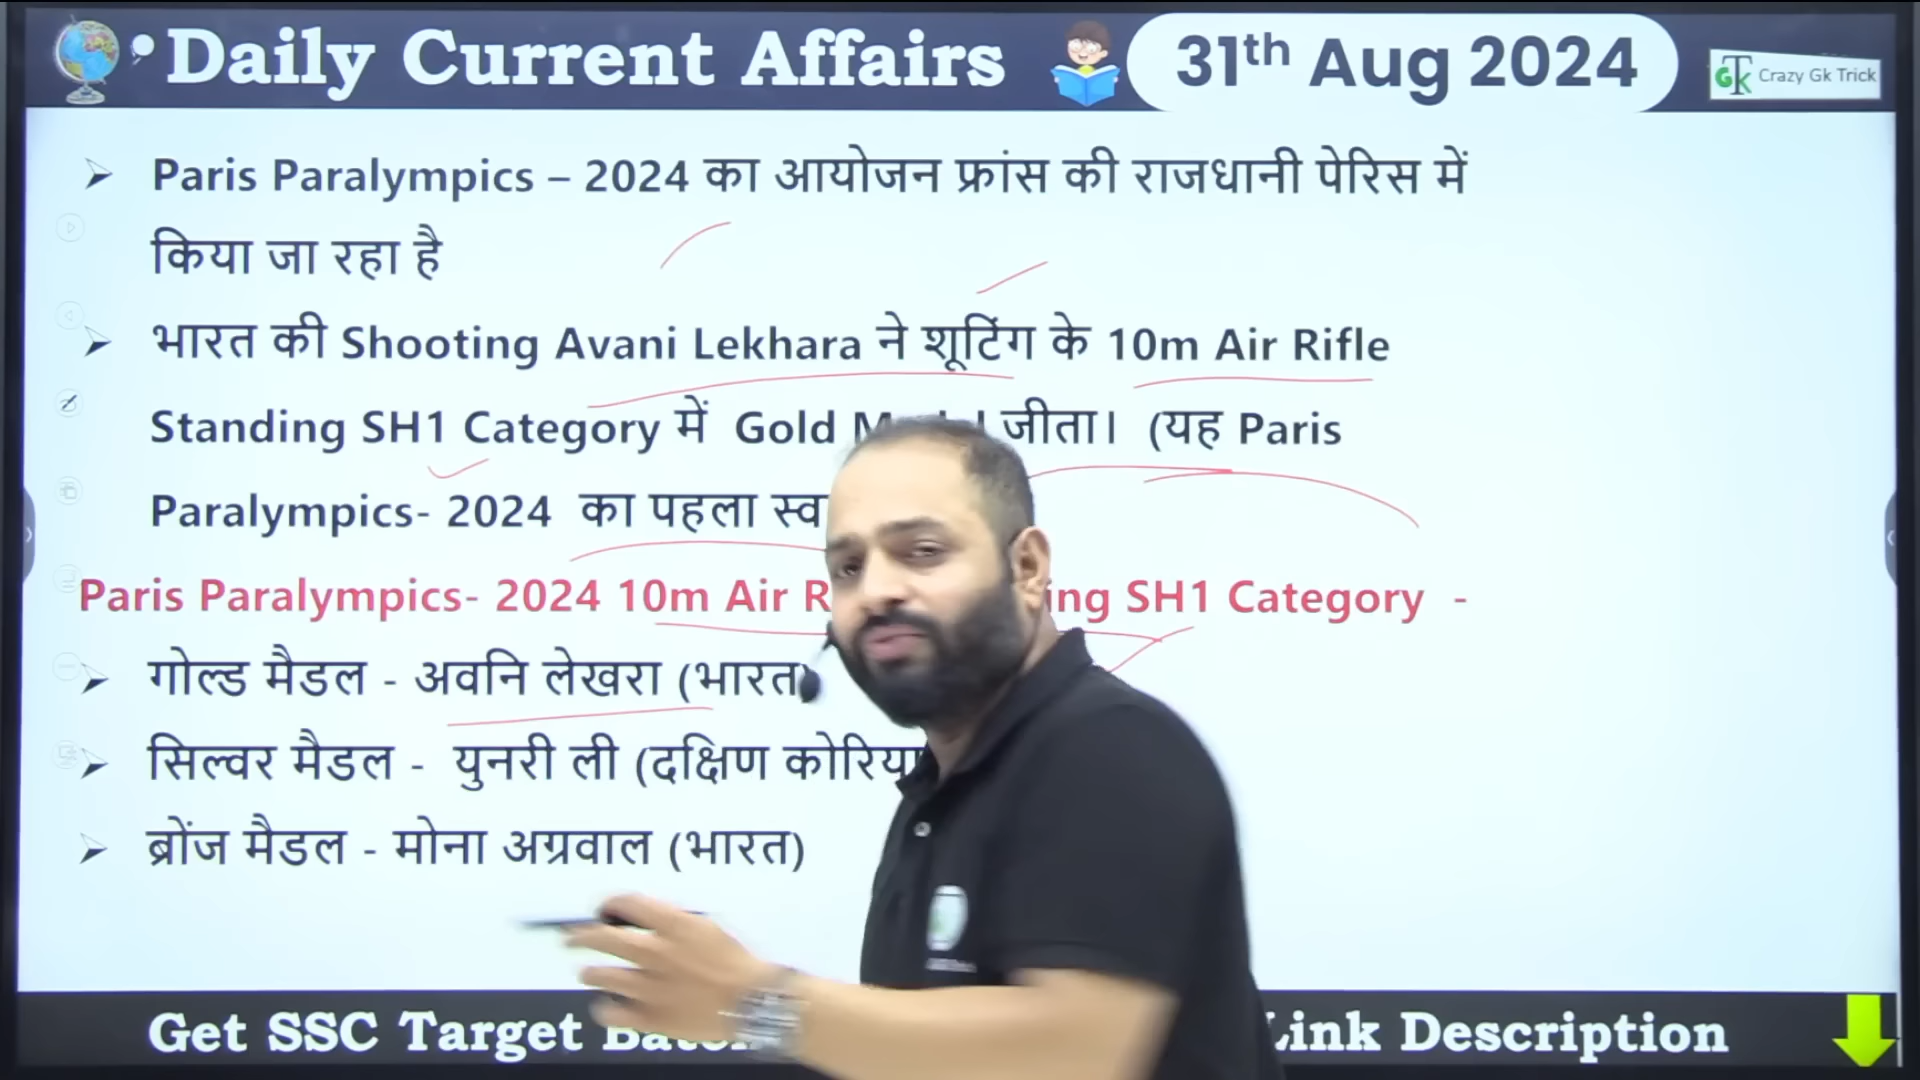 Daily Current Affairs
31th Aug 2024
GTK Crazy Gk Trick
➤ Paris Paralympics – 2024 का आयोजन फ्रांस की राजधानी पेरिस में
किया जा रहा है
➤ भारत की Shooting Avani Lekhara ने शूटिंग के 10m Air Rifle
Standing SH1 Category में Gold जीता। (यह Paris
Paralympics- 2024 का पहला
Paris Paralympics- 2024 10m Air SH1 Category -
➤ गोल्ड मैडल - अवनि लेखरा (भारत)
➤ सिल्वर मैडल - युनरी ली (दक्षिण कोरिया
➤ ब्रोंज मैडल - मोना अग्रवाल (भारत)
Get SSC Target Link Description